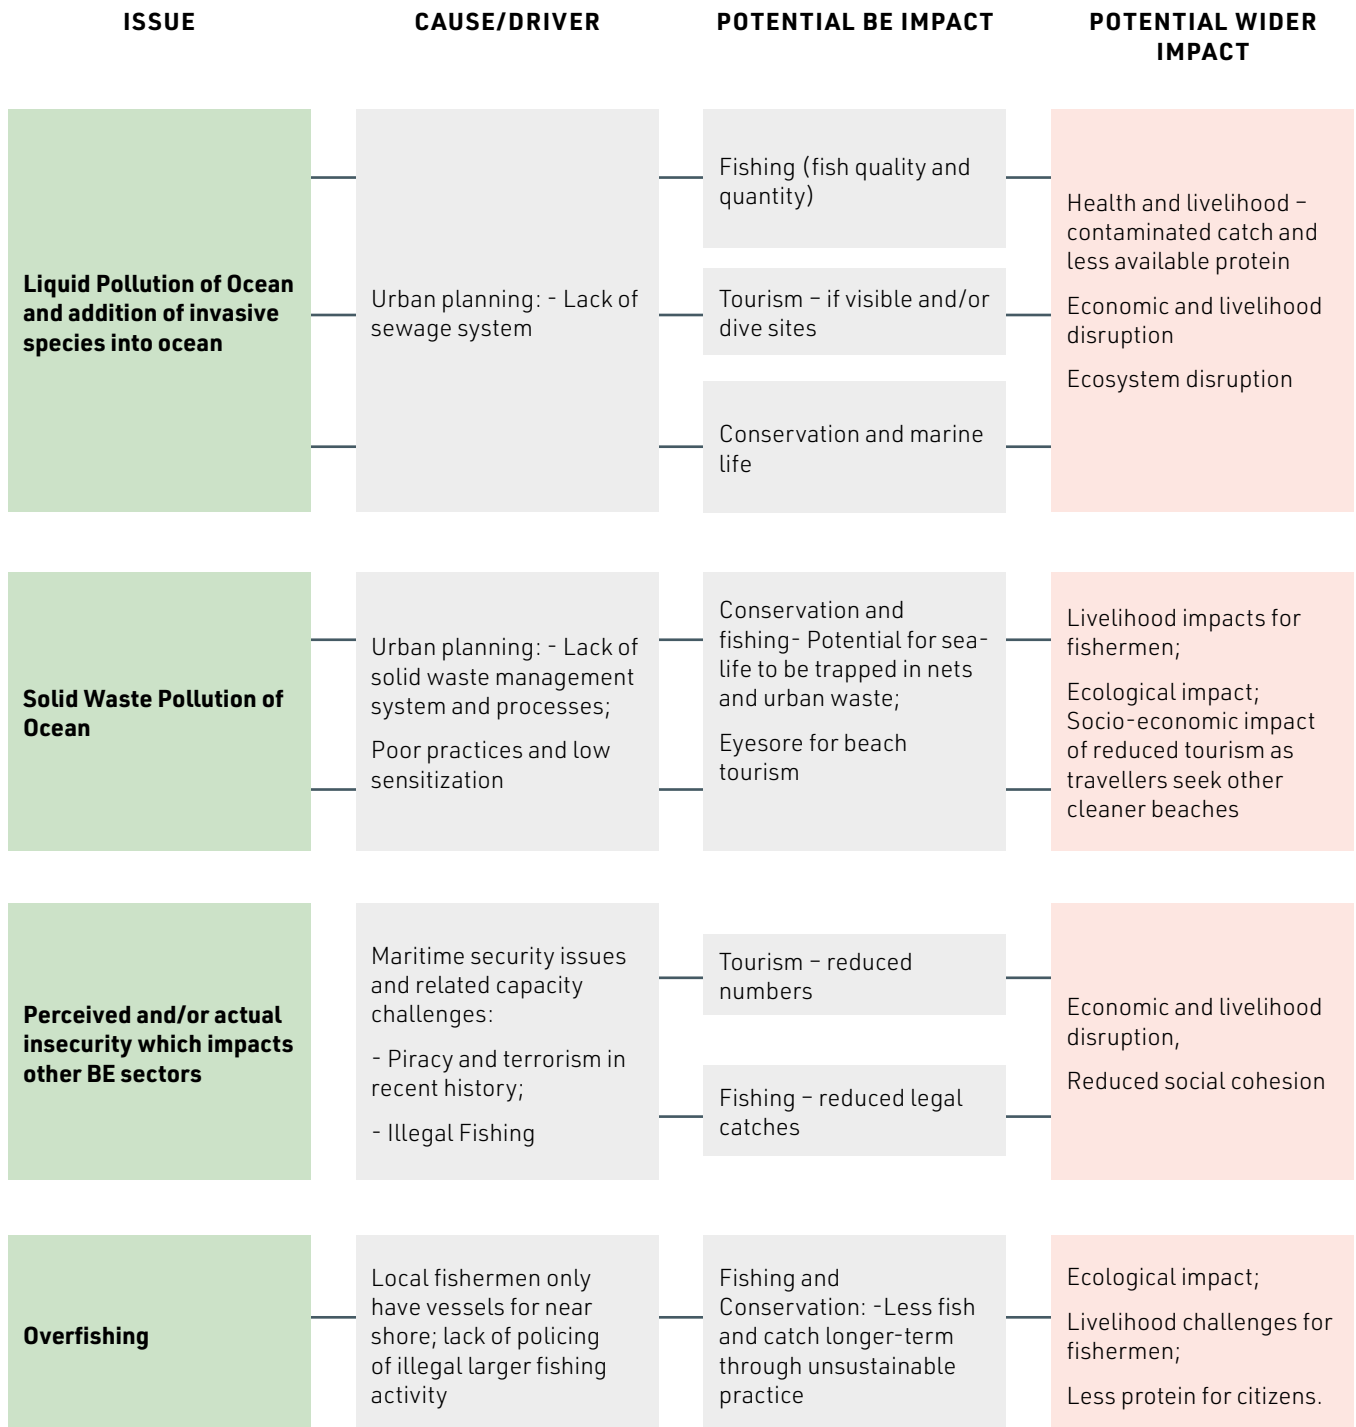 ISSUE
CAUSE/DRIVER
POTENTIAL BE IMPACT
POTENTIAL WIDER
IMPACT
Liquid Pollution of Ocean
and addition of invasive
species into ocean
Urban planning: - Lack of
sewage system
Fishing (fish quality and
quantity)
Tourism – if visible and/or
dive sites
Conservation and marine
life
Health and livelihood –
contaminated catch and
less available protein
Economic and livelihood
disruption
Ecosystem disruption
Solid Waste Pollution of
Ocean
Urban planning: - Lack of
solid waste management
system and processes;
Poor practices and low
sensitization
Conservation and
fishing- Potential for sea-
life to be trapped in nets
and urban waste;
Eyesore for beach
tourism
Livelihood impacts for
fishermen;
Ecological impact;
Socio-economic impact
of reduced tourism as
travellers seek other
cleaner beaches
Perceived and/or actual
insecurity which impacts
other BE sectors
Maritime security issues
and related capacity
challenges:
- Piracy and terrorism in
recent history;
- Illegal Fishing
Tourism – reduced
numbers
Fishing – reduced legal
catches
Economic and livelihood
disruption,
Reduced social cohesion
Overfishing
Local fishermen only
have vessels for near
shore; lack of policing
of illegal larger fishing
activity
Fishing and
Conservation: -Less fish
and catch longer-term
through unsustainable
practice
Ecological impact;
Livelihood challenges for
fishermen;
Less protein for citizens.